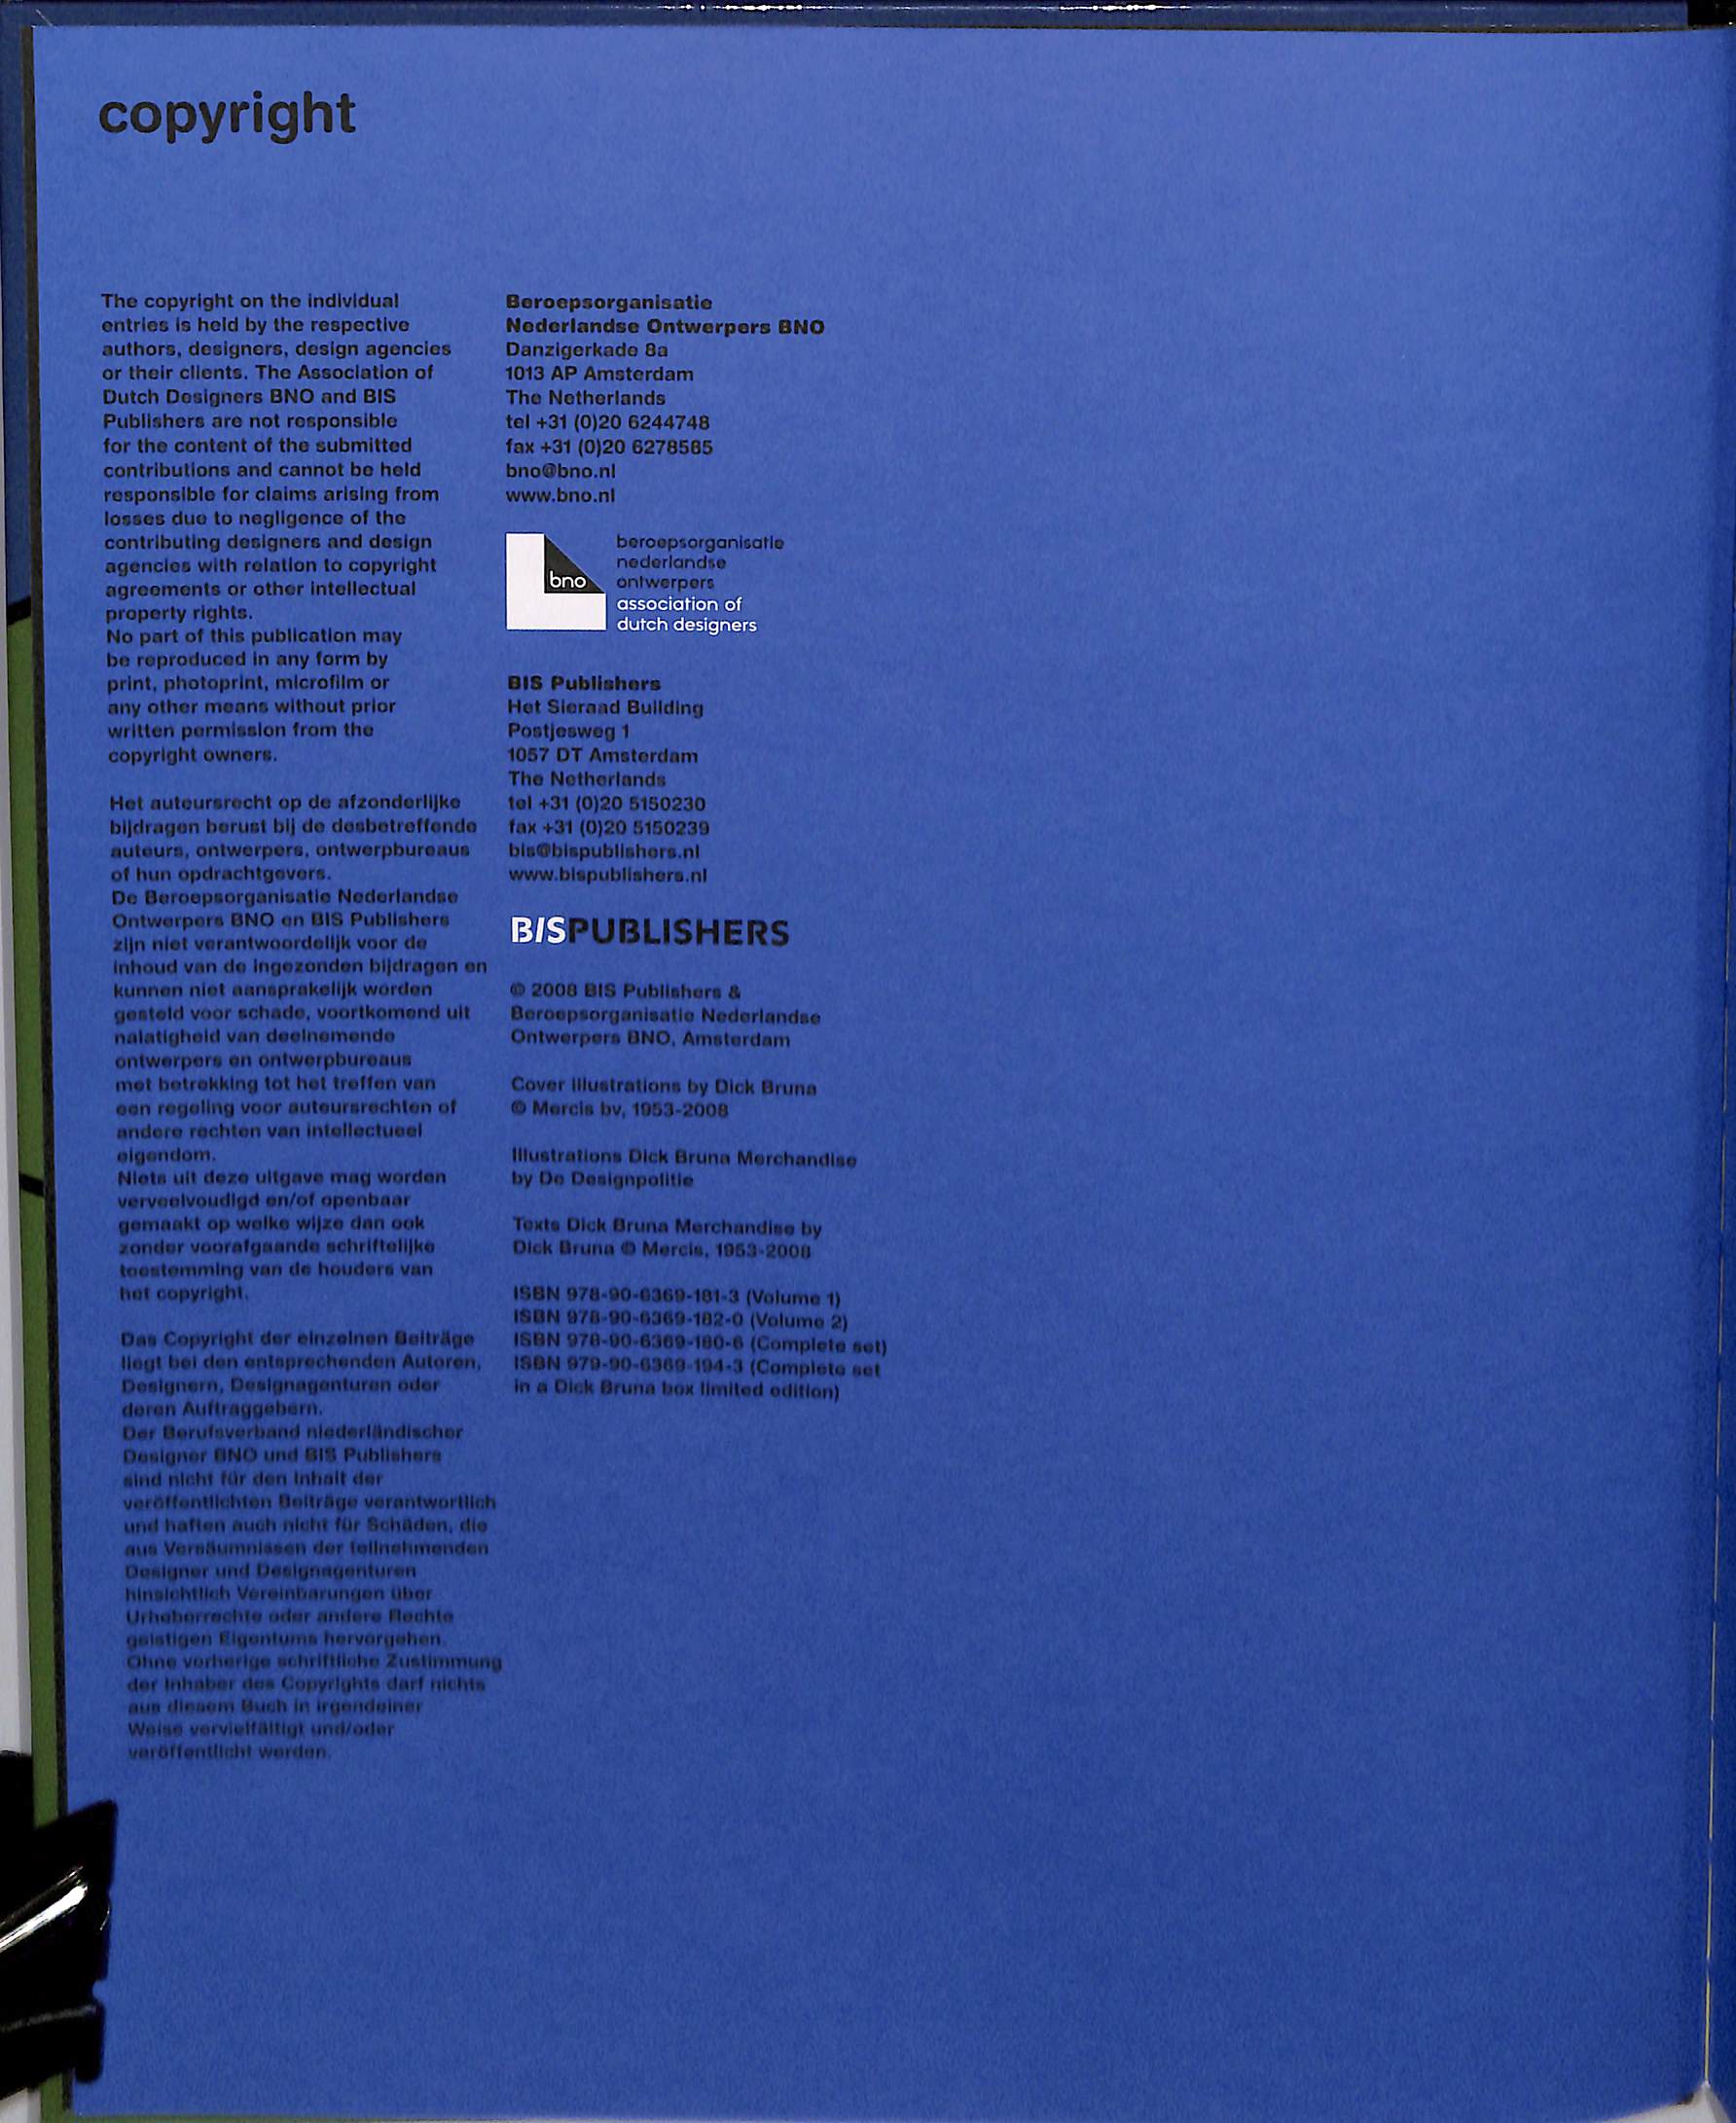 copyright
The copyright on the individual
entries is held by the respective
authors, designers, design agencies
or their clients. The Association of
Dutch Designers BNO and BIS
Publishers are not responsible
for the content of the submitted
contributions and cannot be held
responsible for claims arising from
losses due to negligence of the
contributing designers and design
agencies with relation to copyright
agreements or other intellectual
property rights.
No part of this publication may
be reproduced in any form by
print, photoprint, microfilm or
any other means without prior
written permission from the
copyright owners.
Het auteursrecht op de afzonderlijke
bijdragen berust bij de desbetreffende
auteurs, ontwerpers, ontwerpbureaus
of hun opdrachtgevers.
De Beroepsorganisatie Nederlandse
Ontwerpers BNO en BIS Publishers
zijn niet verantwoordelijk voor de
inhoud van de ingezonden bijdragen en
kunnen niet aansprakelijk worden
gesteld voor schade, voortkomend uit
nalatigheid van deelnemende
ontwerpers en ontwerpbureaus
met betrekking tot het treffen van
een regeling voor auteursrechten of
andere rechten van intellectueel
eigendom.
Niets uit deze uitgave mag worden
verveelvoudigd en/of openbaar
gemaakt op welke wijze dan ook
zonder voorafgaande schriftelijke
toestemming van de houders van
het copyright.
Das Copyright der einzelnen Beiträge
liegt bei den entsprechenden Autoren,
Designern, Designagenturen oder
deren Auftraggebern.
Der Berufsverband niederländischer
Designer BNO und BIS Publishers
sind nicht für den Inhalt der
veröffentlichten Beiträge verantwortlich
und haften auch nicht für Schäden, die
aus Versäumnissen der teilnehmenden
Designer und Designagenturen
hinsichtlich Vereinbarungen über
Urheberrechte oder andere Rechte
geistigen Eigentums hervorgehen.
Ohne vorherige schriftliche Zustimmung
der Inhaber des Copyrights darf nichts
aus diesem Buch in irgendeiner
Weise vervielfältigt und/oder
veröffentlicht werden.
Beroepsorganisatie
Nederlandse Ontwerpers BNO
Danzigerkade 8a
1013 AP Amsterdam
The Netherlands
tel +31 (0)20 6244748
fax +31 (0)20 6278585
bno@bno.nl
www.bno.nl
bno
beroepsorganisatie
nederlandse
ontwerpers
association of
dutch designers
BIS Publishers
Het Sieraad Building
Postjesweg 1
1057 DT Amsterdam
The Netherlands
tel +31 (0)20 5150230
fax +31 (0)20 5150239
bis@bispublishers.nl
www.bispublishers.nl
BISPUBLISHERS
© 2008 BIS Publishers &
Beroepsorganisatie Nederlandse
Ontwerpers BNO, Amsterdam
Cover illustrations by Dick Bruna
© Mercis bv, 1953-2008
Illustrations Dick Bruna Merchandise
by De Designpolitie
Texts Dick Bruna Merchandise by
Dick Bruna © Mercis, 1953-2008
ISBN 978-90-6369-181-3 (Volume 1)
ISBN 978-90-6369-182-0 (Volume 2)
ISBN 978-90-6369-180-6 (Complete set)
ISBN 979-90-6369-194-3 (Complete set
in a Dick Bruna box limited edition)